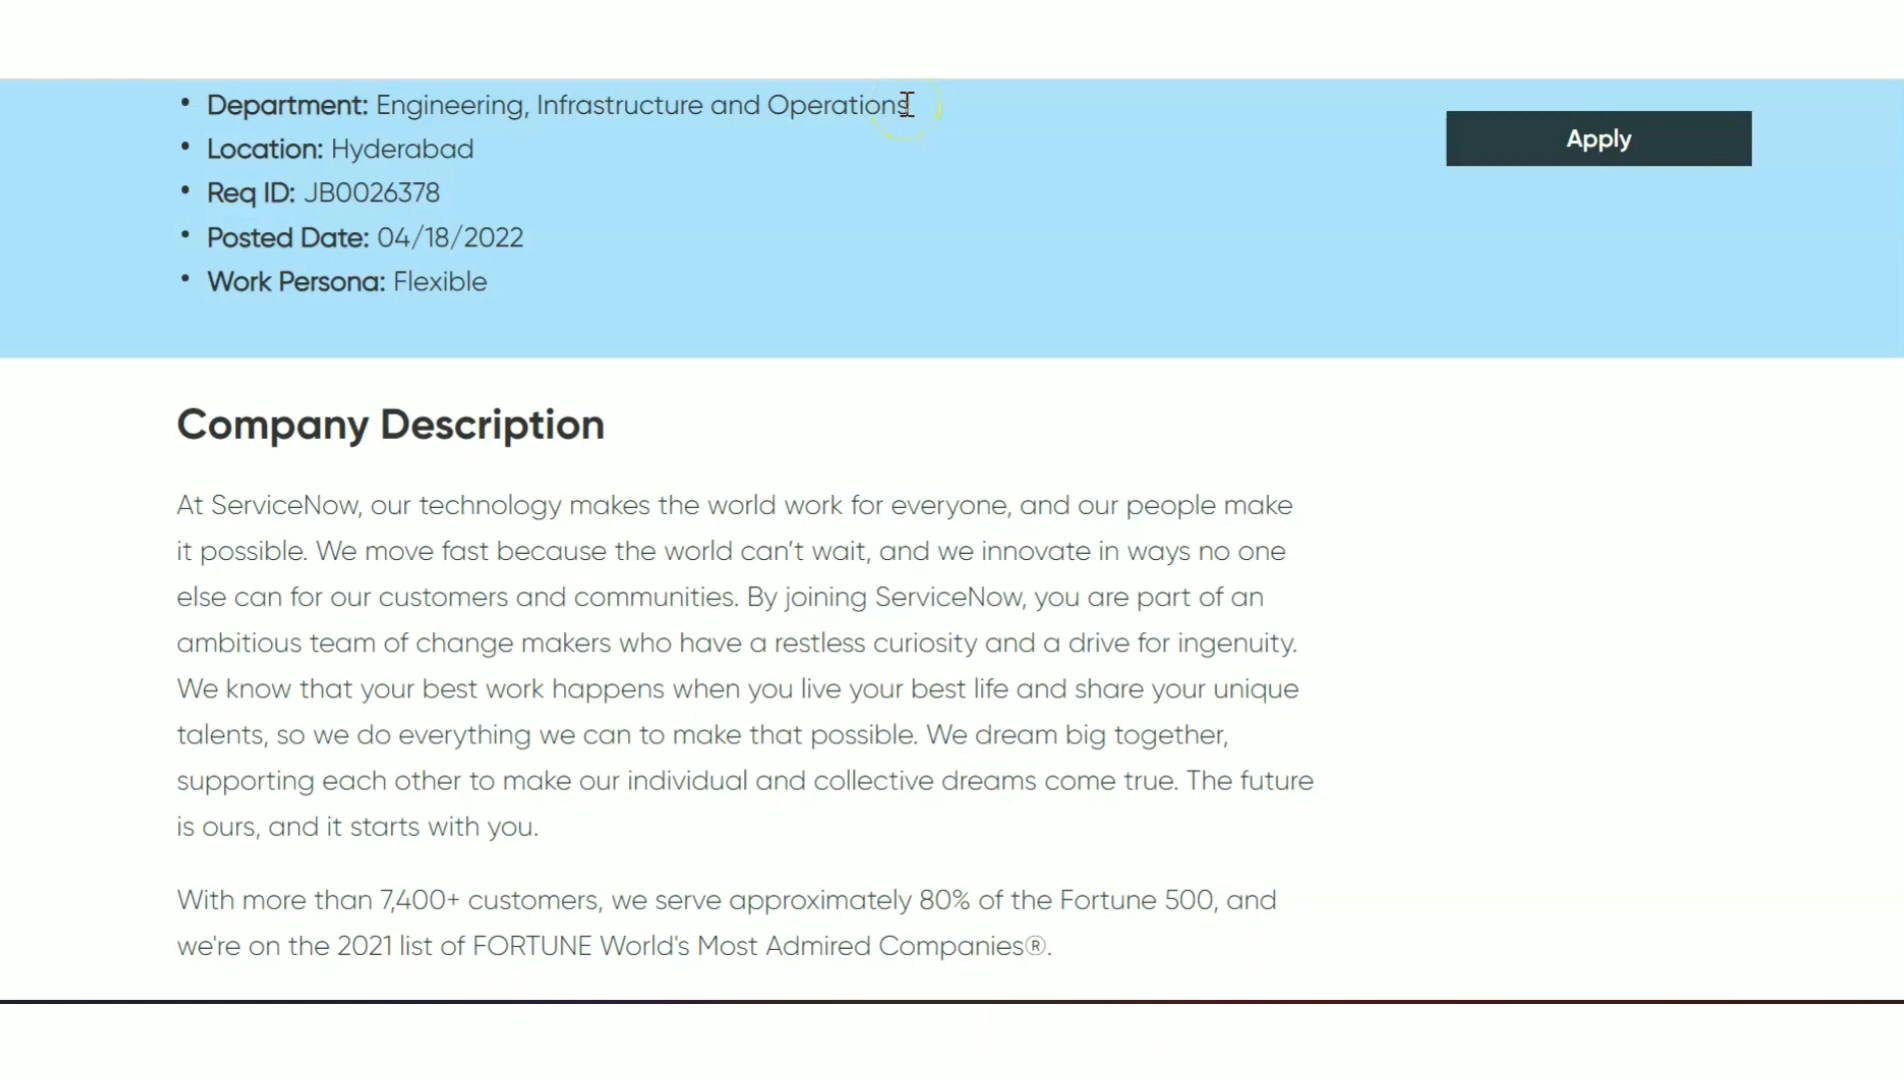 • Department: Engineering, Infrastructure and Operations
Apply
• Location: Hyderabad
• Req ID: JB0026378
• Posted Date: 04/18/2022
• Work Persona: Flexible
Company Description
At ServiceNow, our technology makes the world work for everyone, and our people make
it possible. We move fast because the world can’t wait, and we innovate in ways no one
else can for our customers and communities. By joining ServiceNow, you are part of an
ambitious team of change makers who have a restless curiosity and a drive for ingenuity.
We know that your best work happens when you live your best life and share your unique
talents, so we do everything we can to make that possible. We dream big together,
supporting each other to make our individual and collective dreams come true. The future
is ours, and it starts with you.
With more than 7,400+ customers, we serve approximately 80% of the Fortune 500, and
we're on the 2021 list of FORTUNE World's Most Admired Companies®.